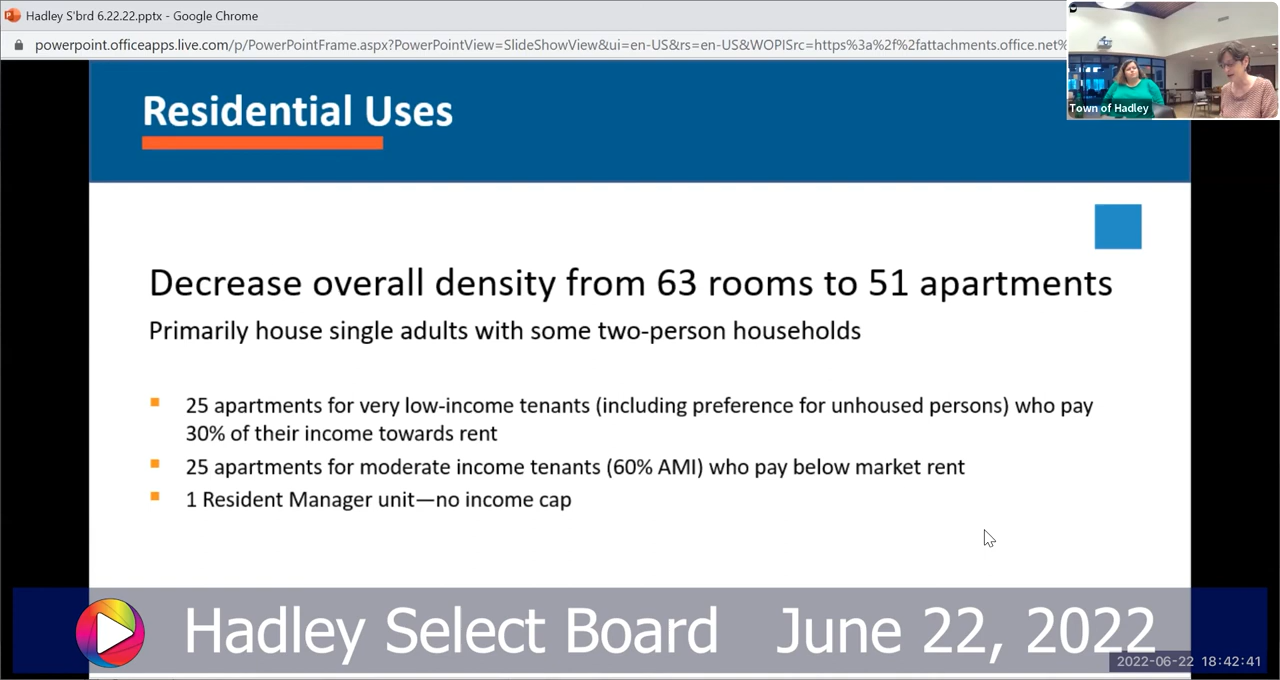 Hadley S'brd 6.22.22.pptx - Google Chrome
powerpoint.officeapps.live.com/p/PowerPointFrame.aspx?PowerPointView=SlideShowView&ui=en-US&rs=en-US&WOPISrc=https%3a%2f%2fattachments.office.net%
Town of Hadley
Residential Uses
Decrease overall density from 63 rooms to 51 apartments
Primarily house single adults with some two-person households
25 apartments for very low-income tenants (including preference for unhoused persons) who pay
30% of their income towards rent
25 apartments for moderate income tenants (60% AMI) who pay below market rent
1 Resident Manager unit—no income cap
Hadley Select Board June 22, 2022
2022-06-22 18:42:41